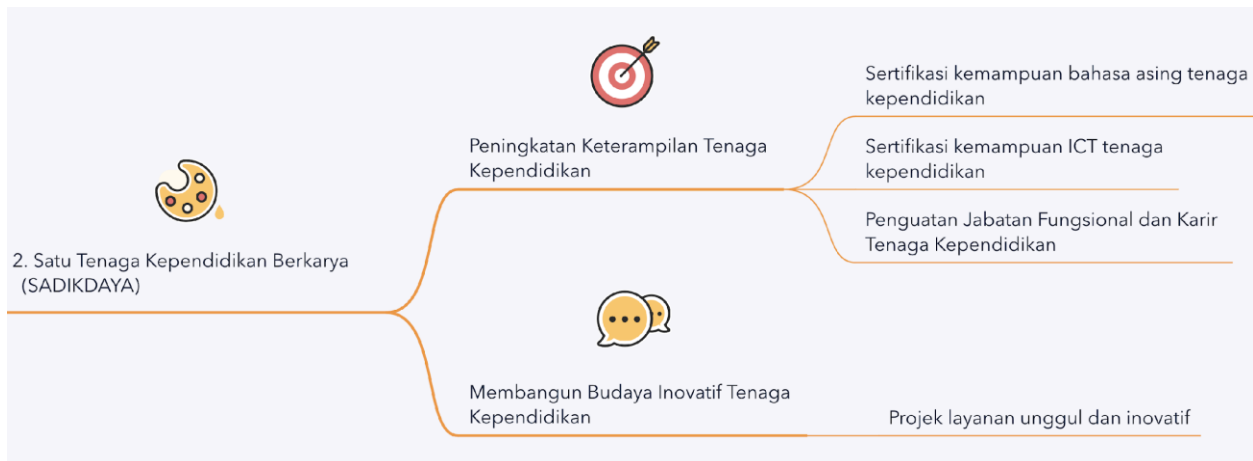 2. Satu Tenaga Kependidikan Berkarya
(SADIKDAYA)
Peningkatan Keterampilan Tenaga
Kependidikan
Sertifikasi kemampuan bahasa asing tenaga
kependidikan
Sertifikasi kemampuan ICT tenaga
kependidikan
Penguatan Jabatan Fungsional dan Karir
Tenaga Kependidikan
Membangun Budaya Inovatif Tenaga
Kependidikan
Projek layanan unggul dan inovatif